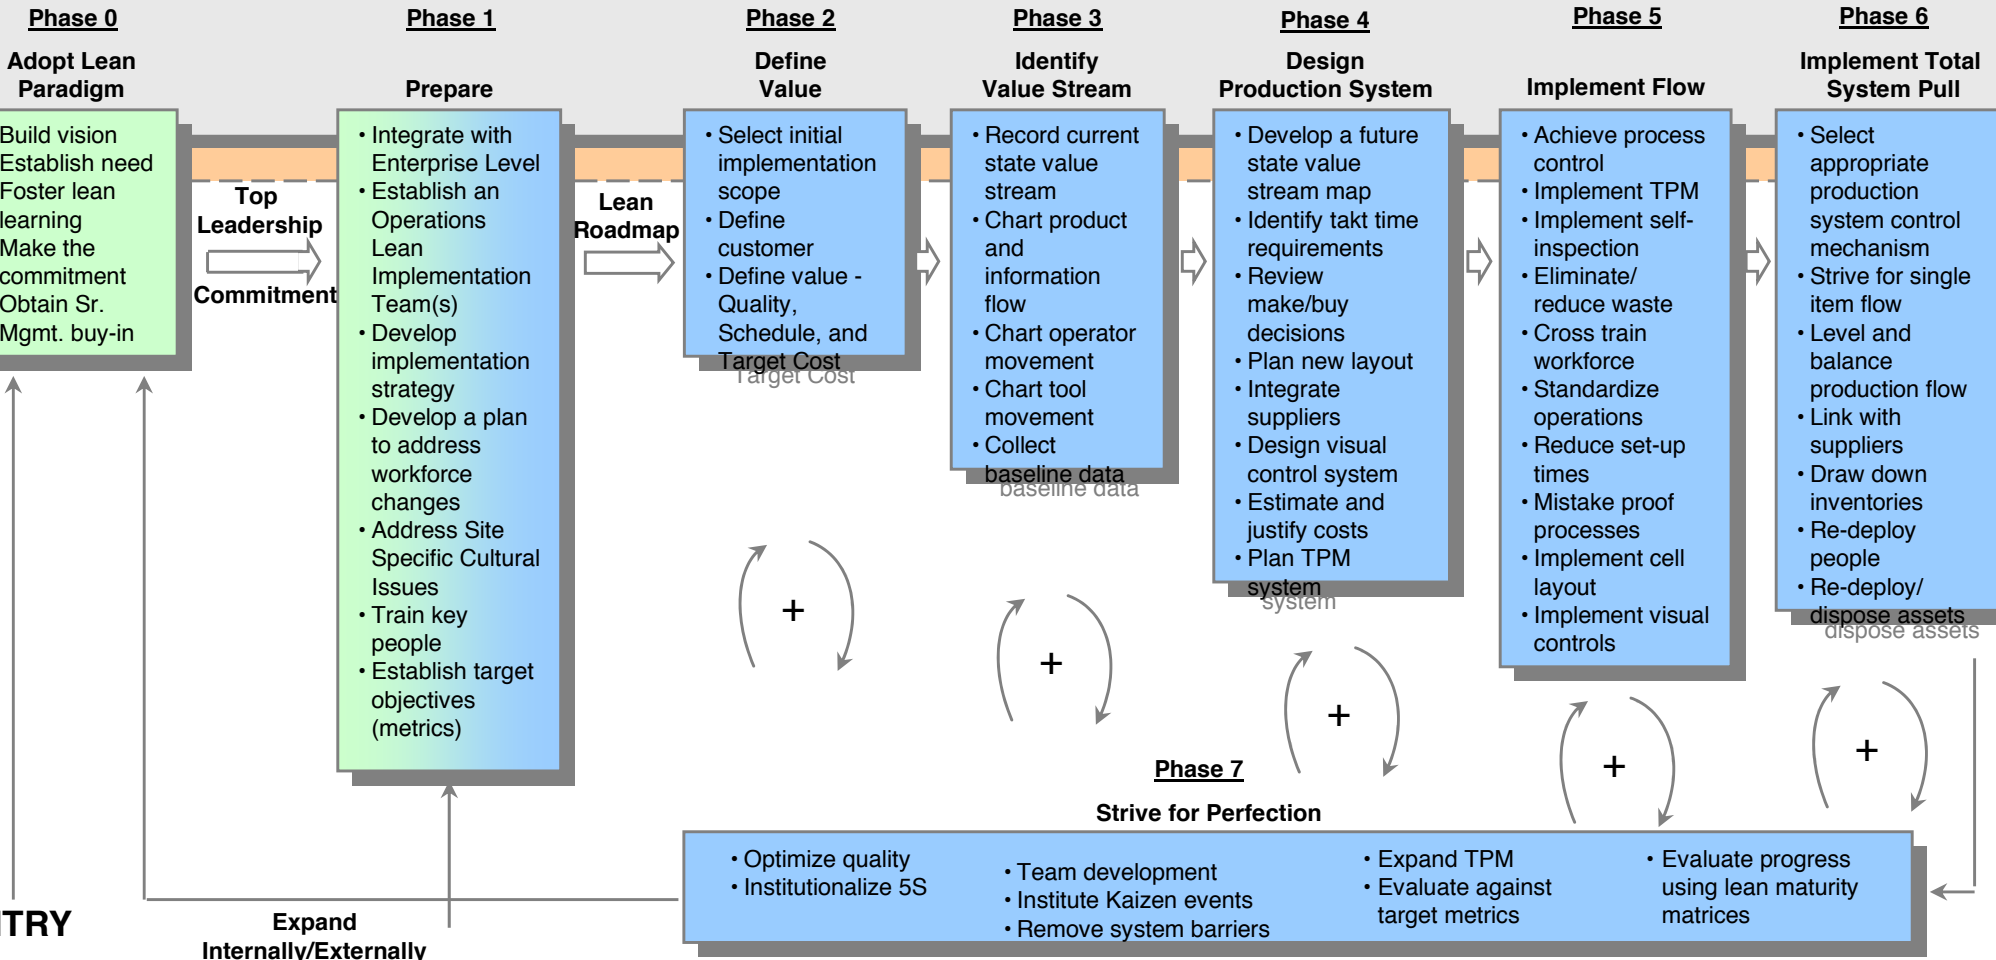 Phase 0
Adopt Lean
Paradigm
Build vision
Establish need
Foster lean
learning
Make the
commitment
Obtain Sr.
Mgmt. buy-in
Top
Leadership
Commitment
Phase 1
Prepare
• Integrate with
Enterprise Level
• Establish an
Operations
Lean
Implementation
Team(s)
• Develop
implementation
strategy
• Develop a plan
to address
workforce
changes
• Address Site
Specific Cultural
Issues
• Train key
people
• Establish target
objectives
(metrics)
Lean
Roadmap
Phase 2
Define
Value
• Select initial
implementation
scope
• Define
customer
• Define value -
Quality,
Schedule, and
Target Cost
Target Cost
+
Phase 3
Identify
Value Stream
• Record current
state value
stream
• Chart product
and
information
flow
• Chart operator
movement
• Chart tool
movement
• Collect
baseline data
baseline data
+
Phase 4
Design
Production System
• Develop a future
state value
stream map
• Identify takt time
requirements
• Review
make/buy
decisions
• Plan new layout
• Integrate
suppliers
• Design visual
control system
• Estimate and
justify costs
• Plan TPM
system
system
+
Phase 5
Implement Flow
• Achieve process
control
• Implement TPM
• Implement self-
inspection
• Eliminate/
reduce waste
• Cross train
workforce
• Standardize
operations
• Reduce set-up
times
• Mistake proof
processes
• Implement cell
layout
• Implement visual
controls
+
Phase 6
Implement Total
System Pull
• Select
appropriate
production
system control
mechanism
• Strive for single
item flow
• Level and
balance
production flow
• Link with
suppliers
• Draw down
inventories
• Re-deploy
people
• Re-deploy/
dispose assets
dispose assets
+
Phase 7
Strive for Perfection
• Optimize quality
• Institutionalize 5S
• Team development
• Institute Kaizen events
• Remove system barriers
• Expand TPM
• Evaluate against
target metrics
• Evaluate progress
using lean maturity
matrices
TRY
Expand
Internally/Externally